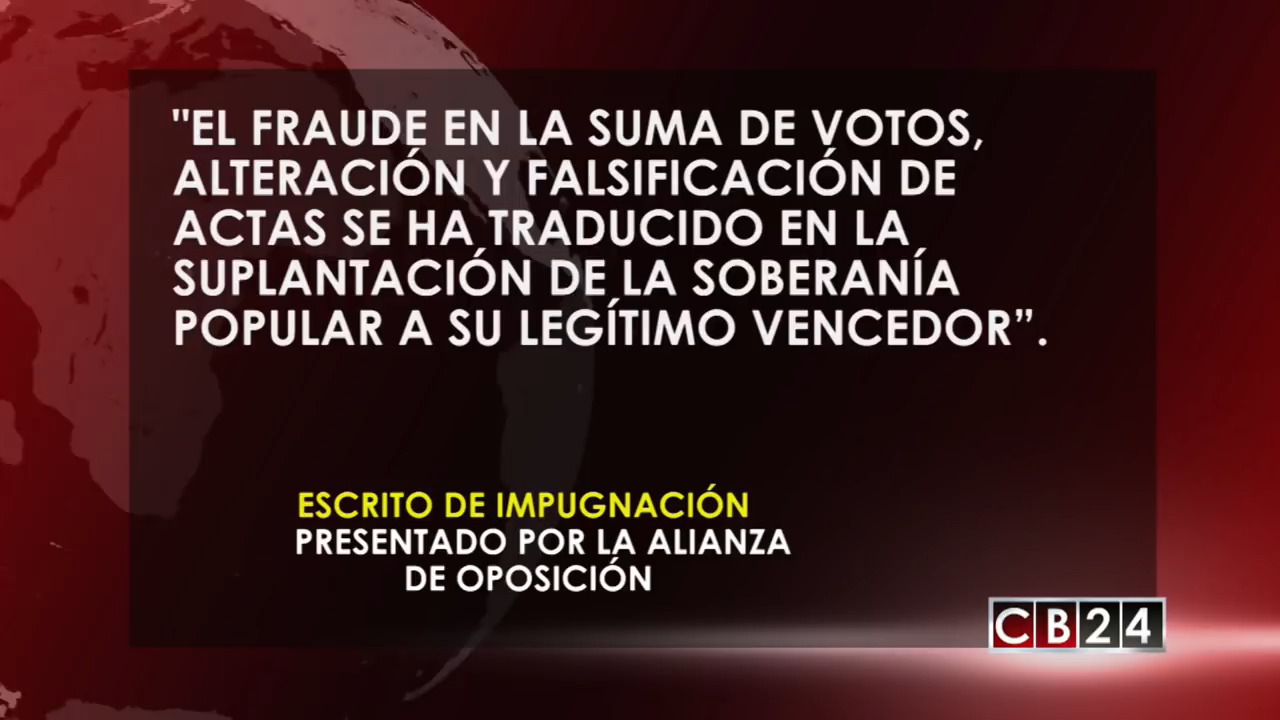 "EL FRAUDE EN LA SUMA DE VOTOS,
ALTERACIÓN Y FALSIFICACIÓN DE
ACTAS SE HA TRADUCIDO EN LA
SUPLANTACIÓN DE LA SOBERANÍA
POPULAR A SU LEGÍTIMO VENCEDOR”.
ESCRITO DE IMPUGNACIÓN
PRESENTADO POR LA ALIANZA
DE OPOSICIÓN
CB24